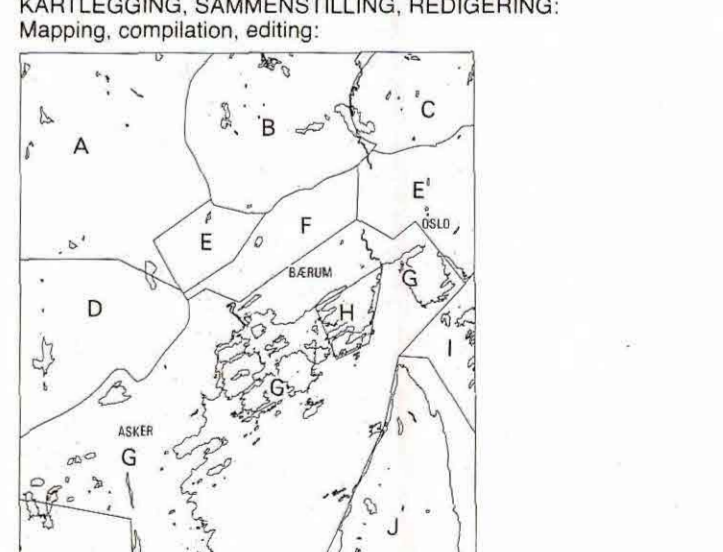 KARTLEGGING, SAMMENSTILLING, REDIGERING:
Mapping, compilation, editing:
A
B
C
E
F
E
OSLO
BÆRUM
G
D
H
I
G
ASKER
G
J